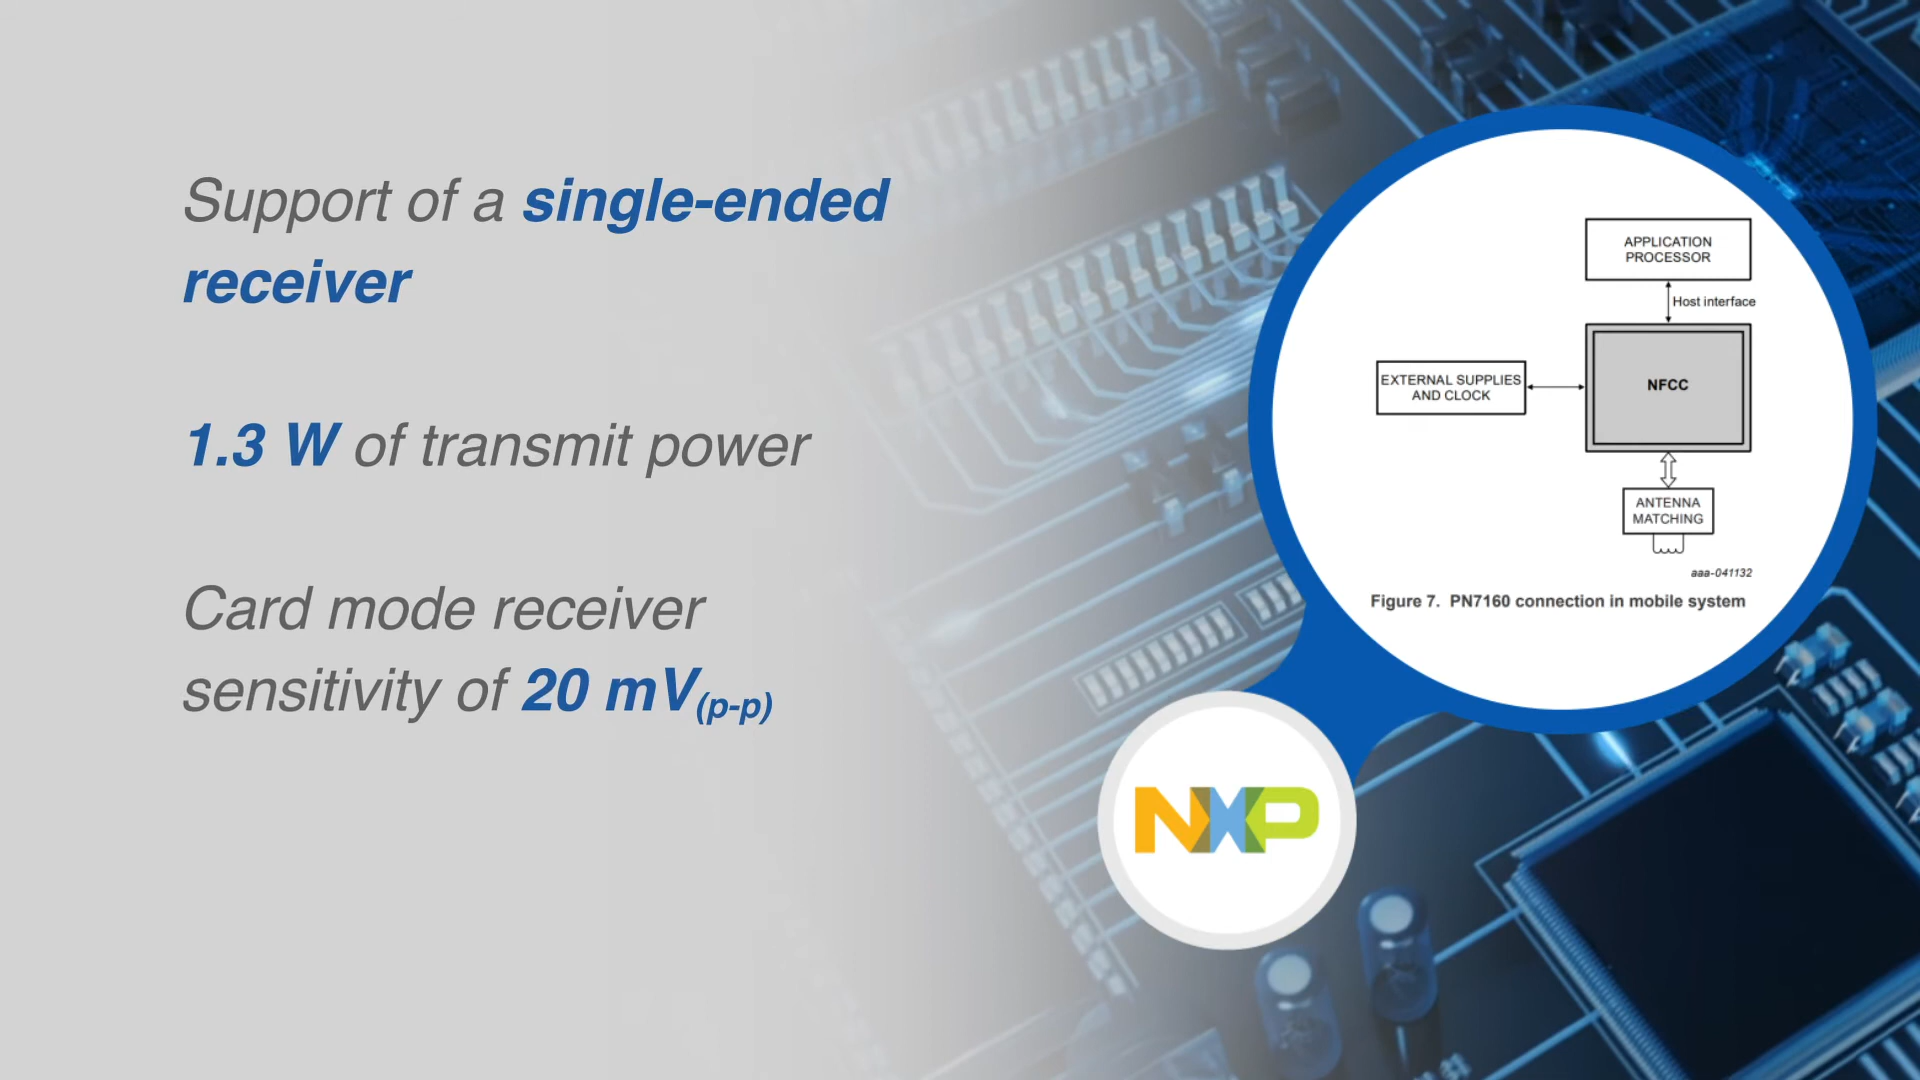 Support of a single-ended
receiver
1.3 W of transmit power
Card mode receiver
sensitivity of 20 mV(p-p)
APPLICATION
PROCESSOR
Host interface
EXTERNAL SUPPLIES
AND CLOCK
NFCC
ANTENNA
MATCHING
aaa-041132
Figure 7. PN7160 connection in mobile system
NXP